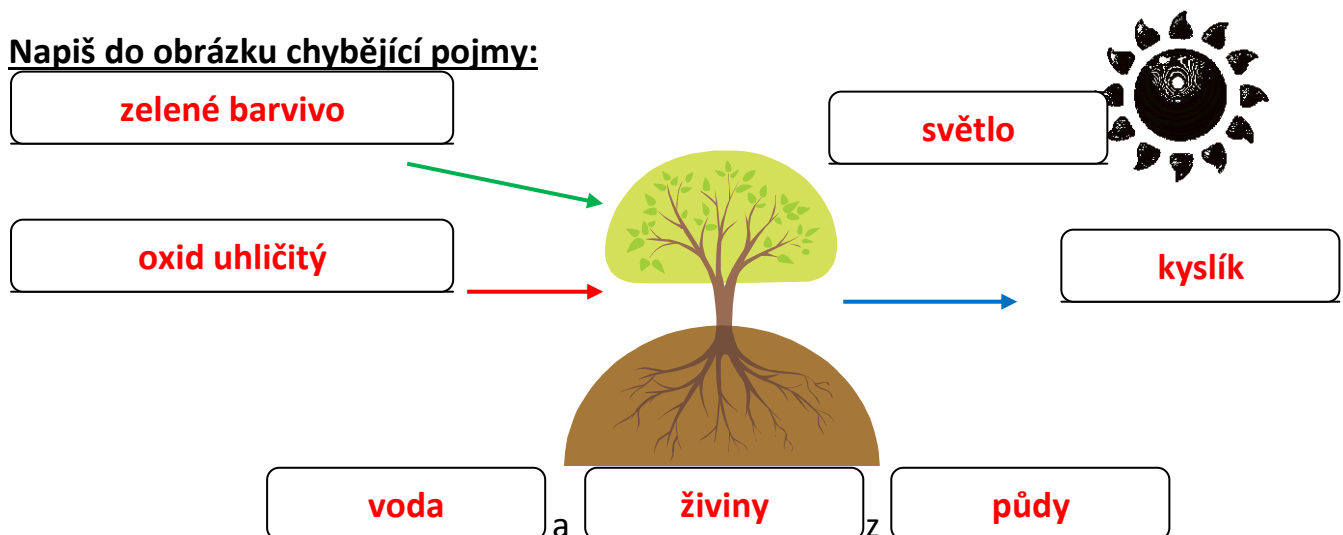 Napiš do obrázku chybějící pojmy:
zelené barvivo
světlo
oxid uhličitý
kyslík
voda a živiny z půdy